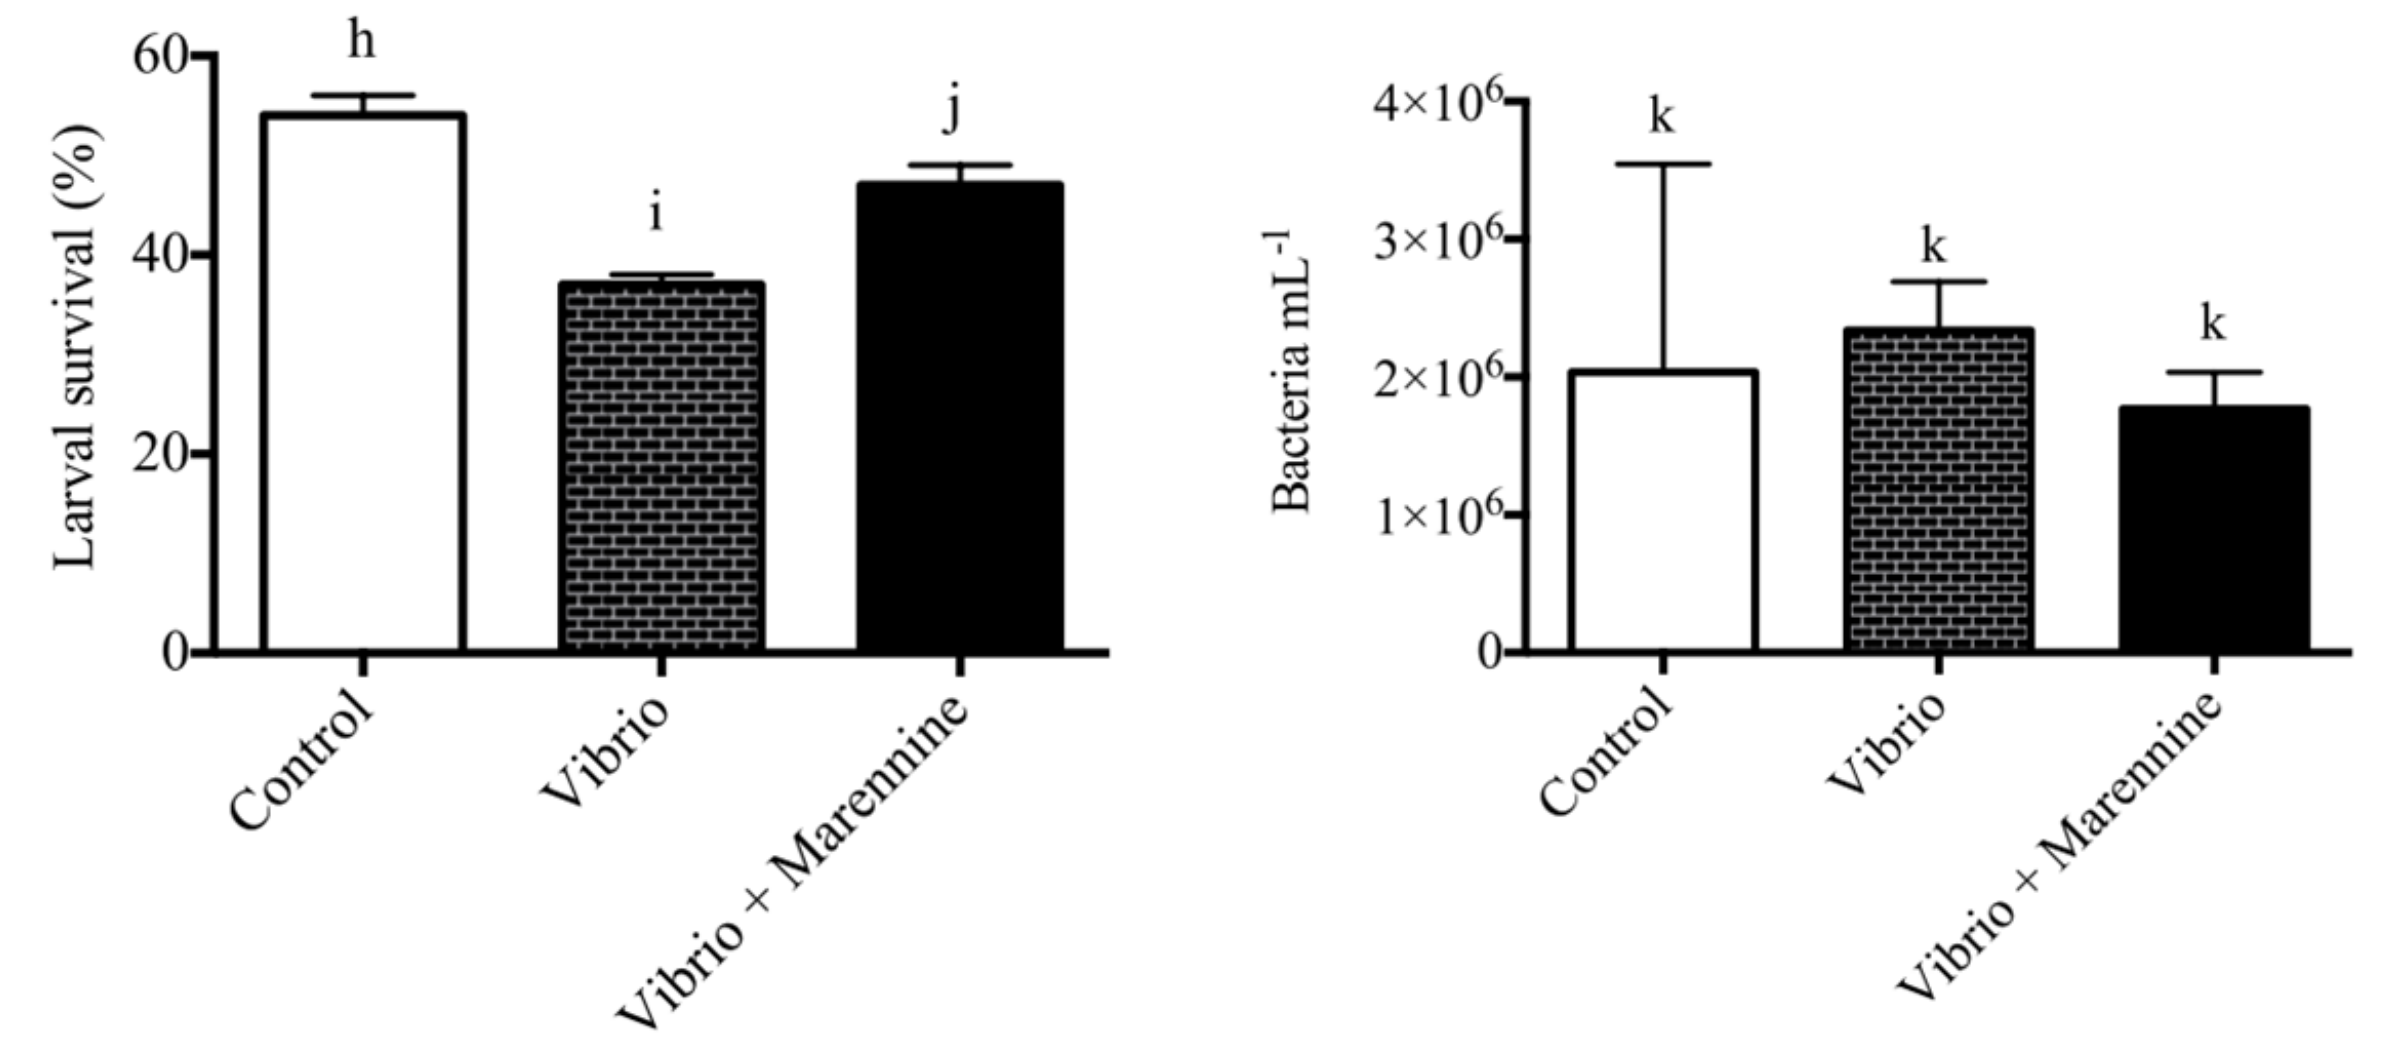 Larval survival (%)
60
40
20
0
h
i
j
Control
Vibrio
Vibrio + Marennine
Bacteria mL⁻¹
4×10⁶
3×10⁶
2×10⁶
1×10⁶
0
k
k
k
Control
Vibrio
Vibrio + Marennine